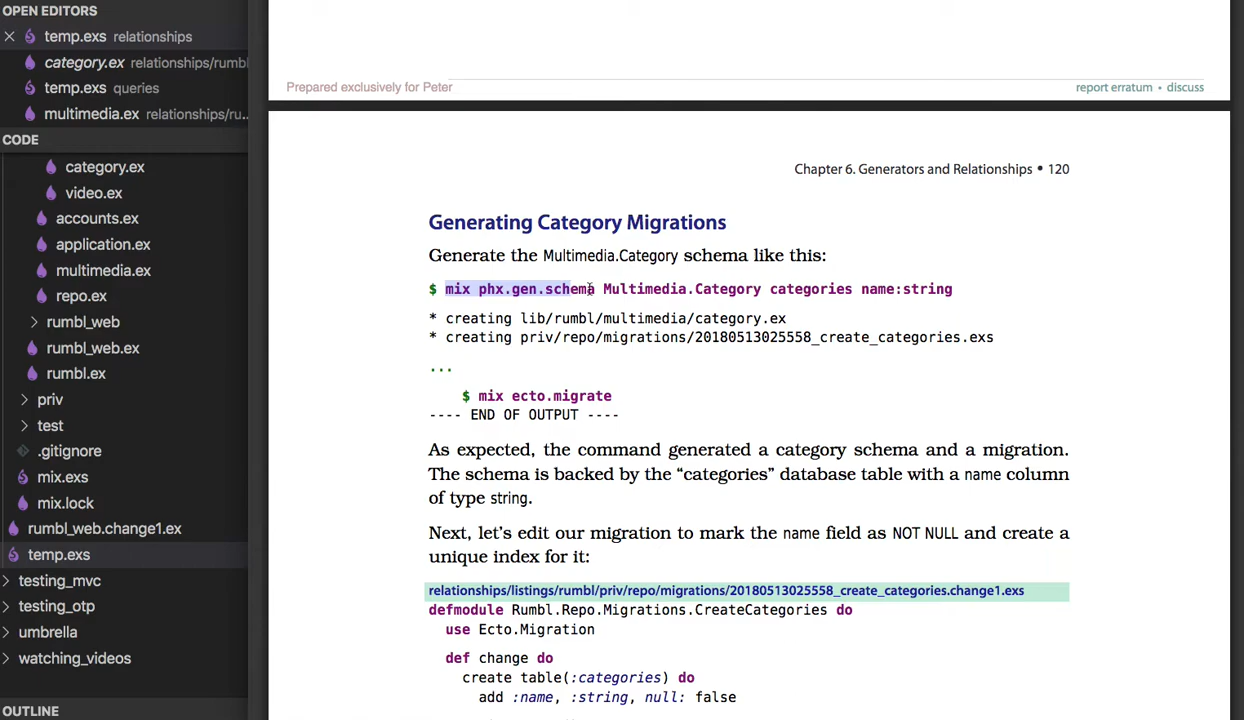 OPEN EDITORS
temp.exs relationships
category.ex relationships/rumbl
temp.exs queries
multimedia.ex relationships/ru...
CODE
category.ex
video.ex
accounts.ex
application.ex
multimedia.ex
repo.ex
rumbl_web
rumbl_web.ex
rumbl.ex
priv
test
.gitignore
mix.exs
mix.lock
rumbl_web.change1.ex
temp.exs
testing_mvc
testing_otp
umbrella
watching_videos
OUTLINE
Prepared exclusively for Peter
report erratum • discuss
Chapter 6. Generators and Relationships • 120
Generating Category Migrations
Generate the Multimedia.Category schema like this:
$ mix phx.gen.schema Multimedia.Category categories name:string
* creating lib/rumbl/multimedia/category.ex
* creating priv/repo/migrations/20180513025558_create_categories.exs
...
$ mix ecto.migrate
---- END OF OUTPUT ----
As expected, the command generated a category schema and a migration.
The schema is backed by the “categories” database table with a name column
of type string.
Next, let’s edit our migration to mark the name field as NOT NULL and create a
unique index for it:
relationships/listings/rumbl/priv/repo/migrations/20180513025558_create_categories.change1.exs
defmodule Rumbl.Repo.Migrations.CreateCategories do
use Ecto.Migration
def change do
create table(:categories) do
add :name, :string, null: false